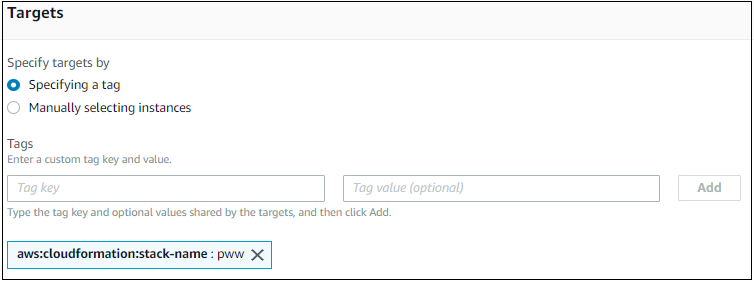 Targets
Specify targets by
Specifying a tag
Manually selecting instances
Tags
Enter a custom tag key and value.
Tag key
Tag value (optional)
Add
Type the tag key and optional values shared by the targets, and then click Add.
aws:cloudformation:stack-name : pww